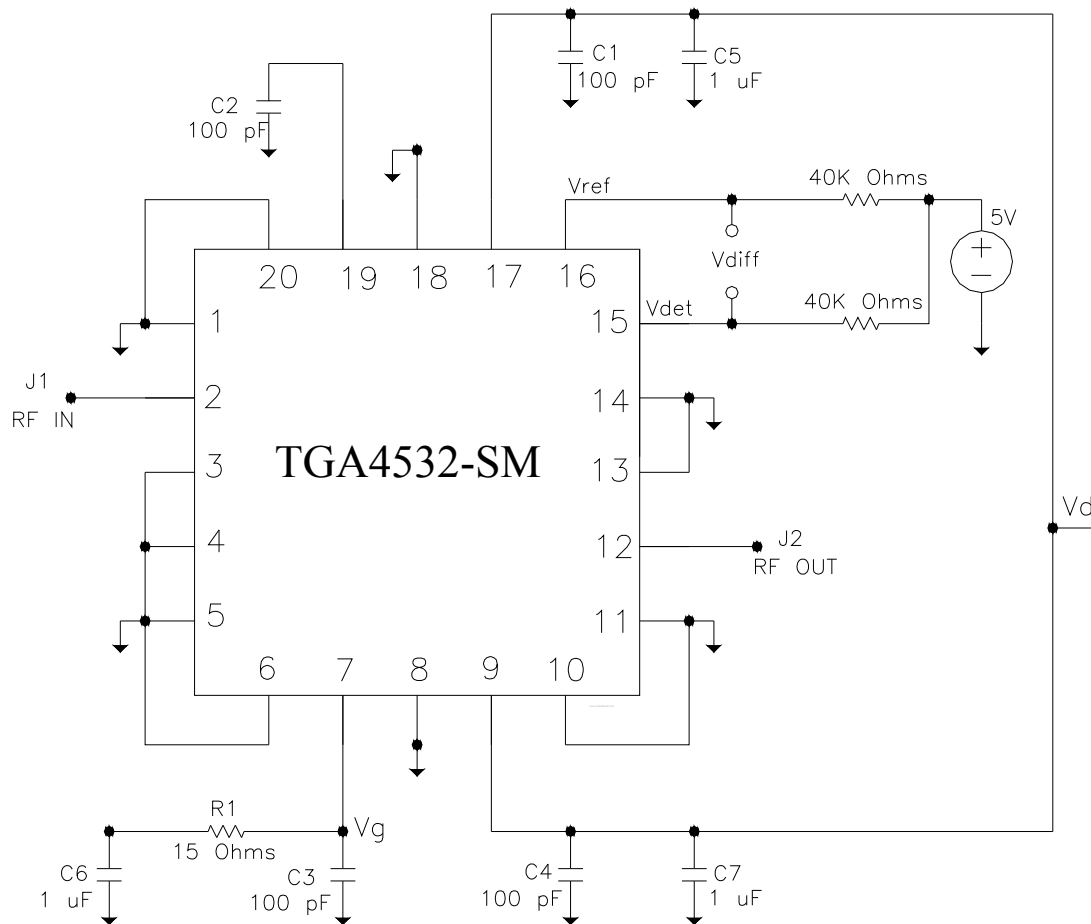 C1
100 pF
C5
1 uF
C2
100 pF
Vref
40K Ohms
5V
Vdiff
Vdet
40K Ohms
20
19
18
17
16
1
15
J1
RF IN
2
14
3
TGA4532-SM
13
Vd
4
12
J2
RF OUT
5
11
6
7
8
9
10
R1
15 Ohms
Vg
C6
1 uF
C3
100 pF
C4
100 pF
C7
1 uF